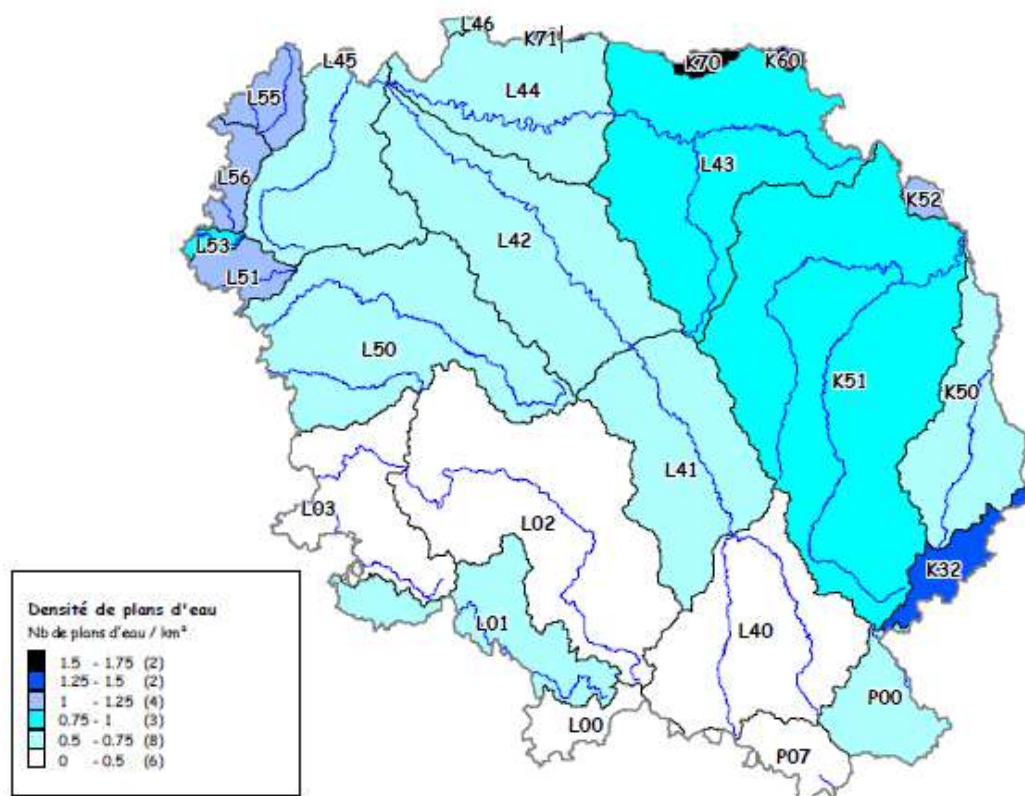 L46
K71
L45
K70
K60
L44
L55
L43
L56
K52
L42
L53
L51
L50
K51
K50
L41
L03
L02
K32
L01
L40
P00
L00
P07
Densité de plans d'eau
Nb de plans d'eau / km²
1.5 - 1.75 (2)
1.25 - 1.5 (2)
1 - 1.25 (4)
0.75 - 1 (3)
0.5 - 0.75 (8)
0 - 0.5 (6)